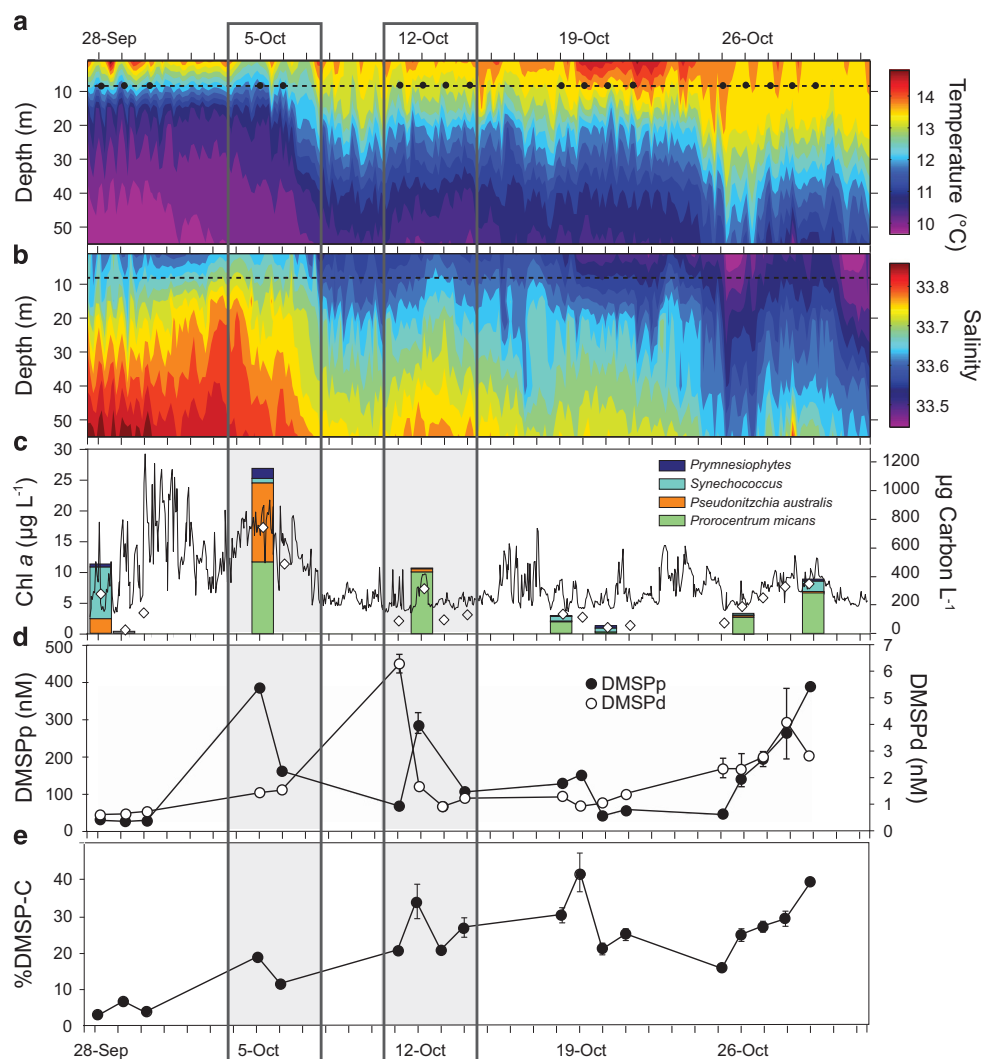 a
28-Sep 5-Oct 12-Oct 19-Oct 26-Oct
Depth (m)
10
20
30
40
50
Temperature (°C)
14
13
12
11
10
b
Depth (m)
10
20
30
40
50
Salinity
33.8
33.7
33.6
33.5
c
Chl a (µg L-1)
30
25
20
15
10
5
0
Prymnesiophytes
Synechococcus
Pseudonitzchia australis
Prorocentrum micans
µg Carbon L-1
1200
1000
800
600
400
200
0
d
DMSPp (nM)
500
400
300
200
100
0
DMSPp
DMSPd
DMSPd (nM)
7
6
5
4
3
2
1
0
e
%DMSP-C
40
30
20
10
0
28-Sep 5-Oct 12-Oct 19-Oct 26-Oct